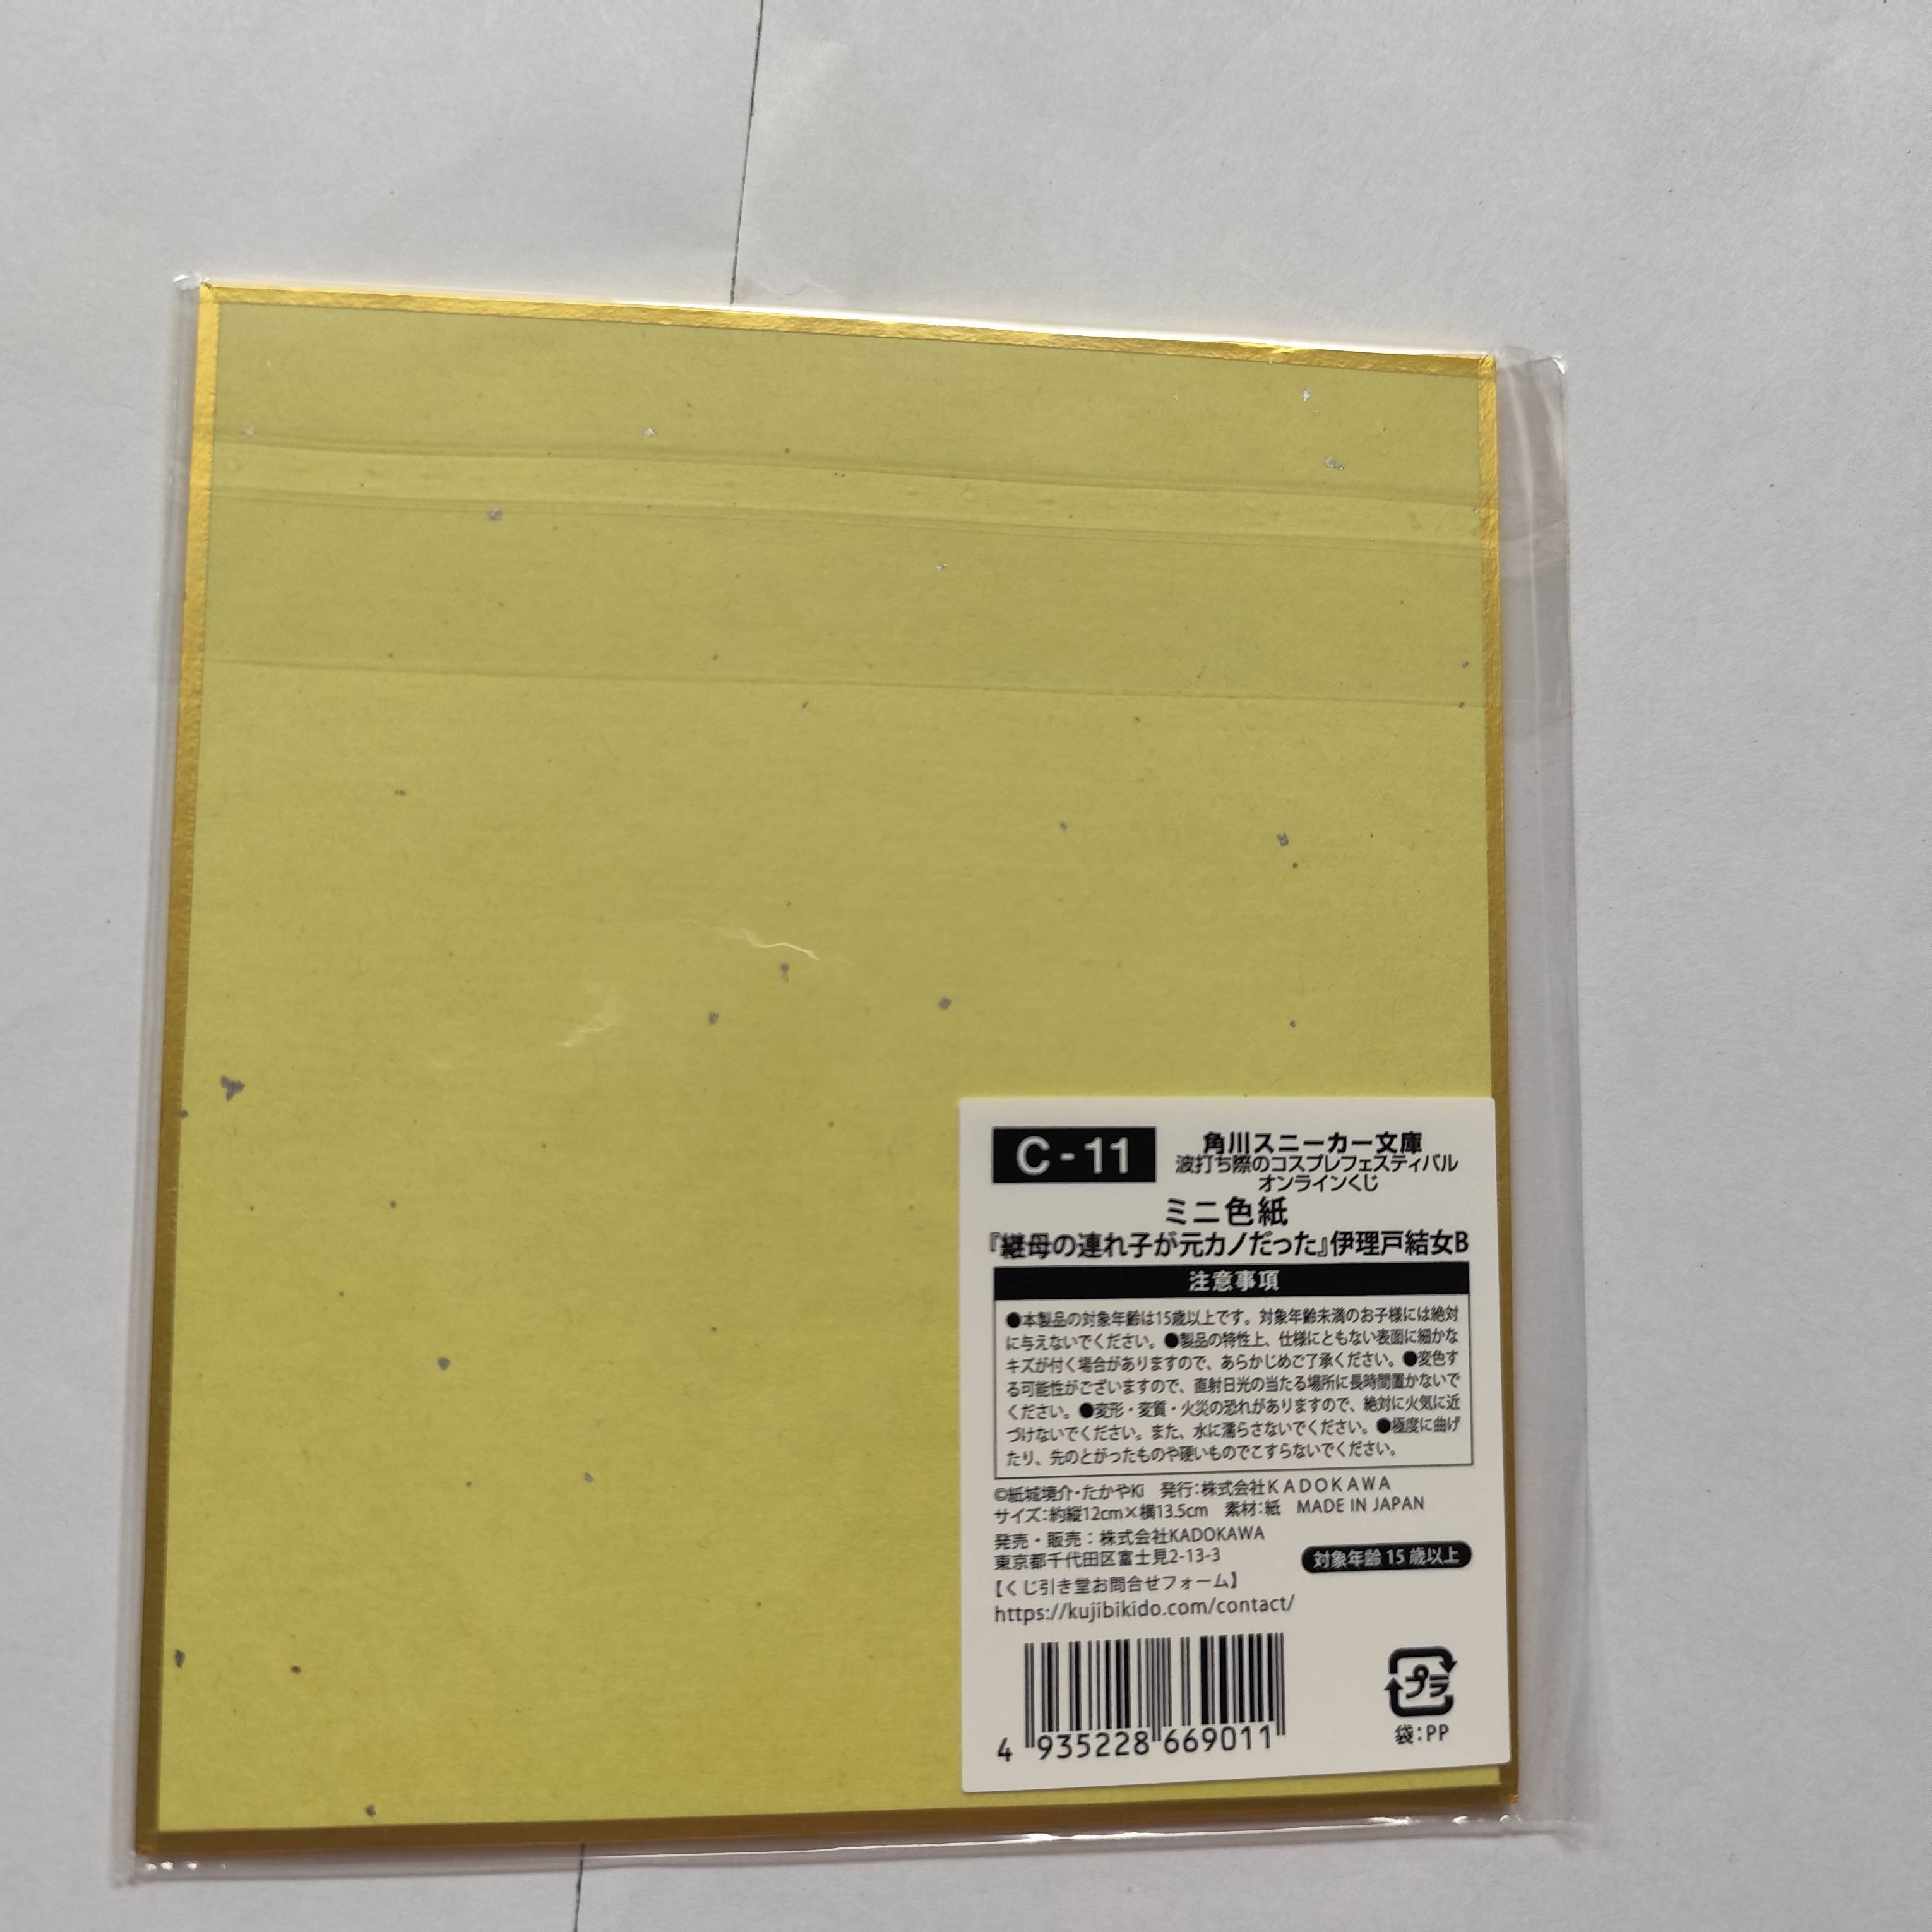 C-11
角川スニーカー文庫
波打ち際のコスプレフェスティバル
オンラインくじ
ミニ色紙
『継母の連れ子が元カノだった』伊理戸結女B
注意事項
●本製品の対象年齢は15歳以上です。対象年齢未満のお子様には絶対
に与えないでください。●製品の特性上、仕様にともない表面に細かな
キズが付く場合がありますので、あらかじめご了承ください。●変色す
る可能性がございますので、直射日光の当たる場所に長時間置かないで
ください。●変形・変質・火災の恐れがありますので、絶対に火気に近
づけないでください。また、水に濡らさないでください。●極度に曲げ
たり、先のとがったものや硬いものでこすらないでください。
©紙城境介・たかやKi 発行:株式会社KADOKAWA
サイズ:約縦12cm×横13.5cm 素材:紙 MADE IN JAPAN
発売・販売:株式会社KADOKAWA
東京都千代田区富士見2-13-3
対象年齢15歳以上
【くじ引き堂お問合せフォーム】
https://kujibikido.com/contact/
4 935228 669011
プラ
袋:PP